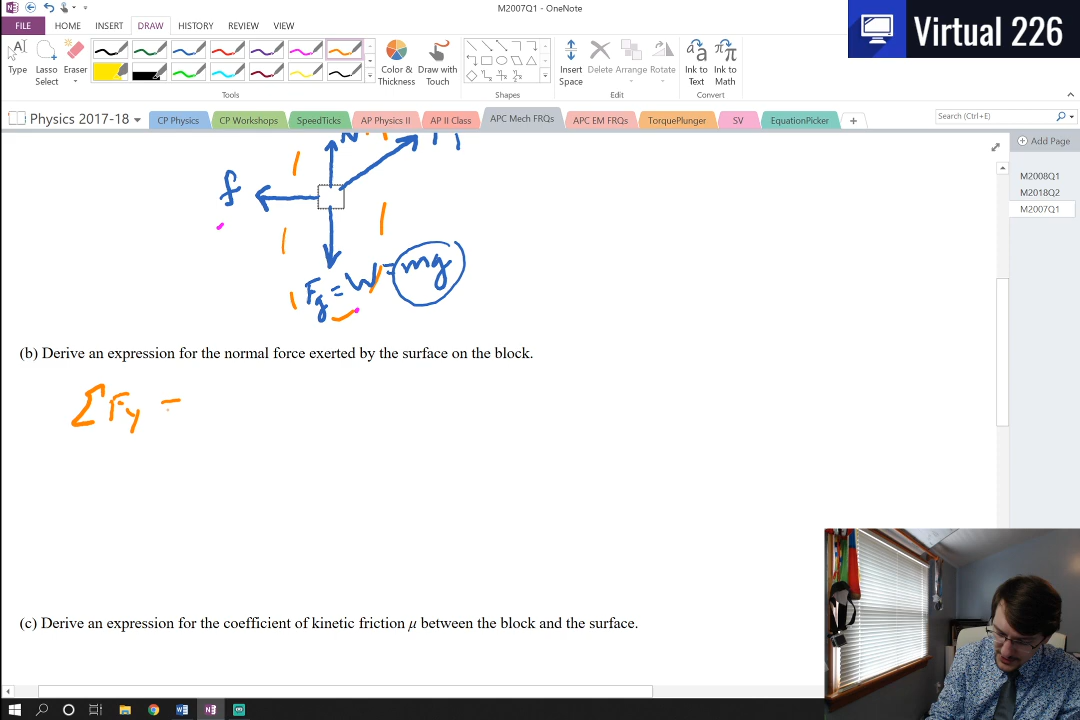 M2007Q1 - OneNote
FILE HOME INSERT DRAW HISTORY REVIEW VIEW
Virtual 226
Type Lasso Select Eraser Color & Thickness Draw with Touch Insert Space Delete Arrange Rotate Ink to Text Ink to Math
Tools Shapes Edit Convert
Physics 2017-18 CP Physics CP Workshops SpeedTicks AP Physics II AP II Class APC Mech FRQs APC EM FRQs TorquePlunger SV EquationPicker + Search (Ctrl+E)
Add Page
M2008Q1
M2018Q2
M2007Q1
N
f
Fg = W = mg
(b) Derive an expression for the normal force exerted by the surface on the block.
ΣFy =
(c) Derive an expression for the coefficient of kinetic friction μ between the block and the surface.